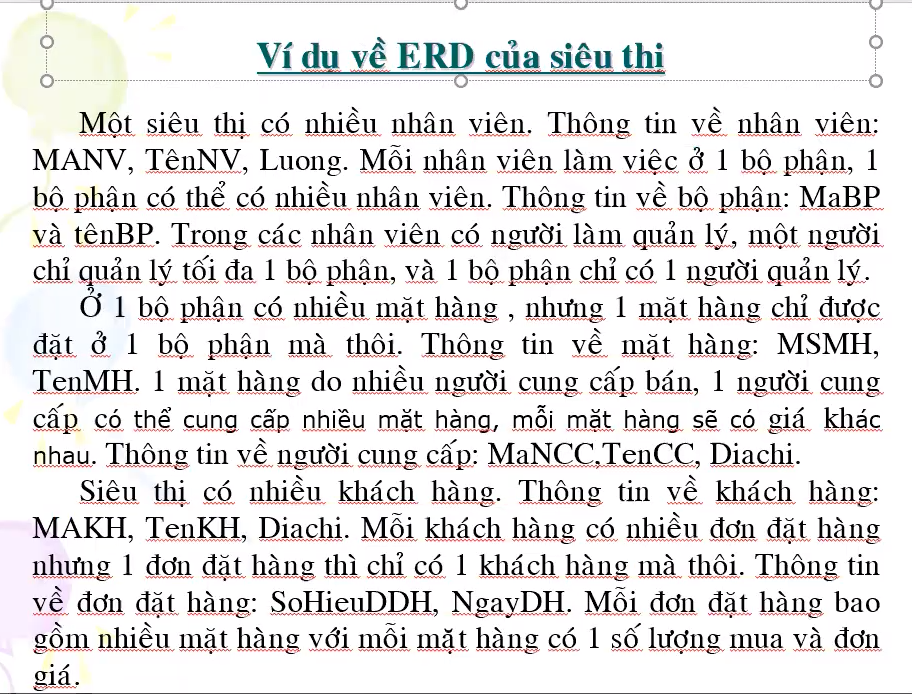 Ví dụ về ERD của siêu thị
Một siêu thị có nhiều nhân viên. Thông tin về nhân viên:
MANV, TênNV, Luong. Mỗi nhân viên làm việc ở 1 bộ phận, 1
bộ phận có thể có nhiều nhân viên. Thông tin về bộ phận: MaBP
và tênBP. Trong các nhân viên có người làm quản lý, một người
chỉ quản lý tối đa 1 bộ phận, và 1 bộ phận chỉ có 1 người quản lý.
Ở 1 bộ phận có nhiều mặt hàng , nhưng 1 mặt hàng chỉ được
đặt ở 1 bộ phận mà thôi. Thông tin về mặt hàng: MSMH,
TenMH. 1 mặt hàng do nhiều người cung cấp bán, 1 người cung
cấp có thể cung cấp nhiều mặt hàng, mỗi mặt hàng sẽ có giá khác
nhau. Thông tin về người cung cấp: MaNCC,TenCC, Diachi.
Siêu thị có nhiều khách hàng. Thông tin về khách hàng:
MAKH, TenKH, Diachi. Mỗi khách hàng có nhiều đơn đặt hàng
nhưng 1 đơn đặt hàng thì chỉ có 1 khách hàng mà thôi. Thông tin
về đơn đặt hàng: SoHieuDDH, NgayDH. Mỗi đơn đặt hàng bao
gồm nhiều mặt hàng với mỗi mặt hàng có 1 số lượng mua và đơn
giá.